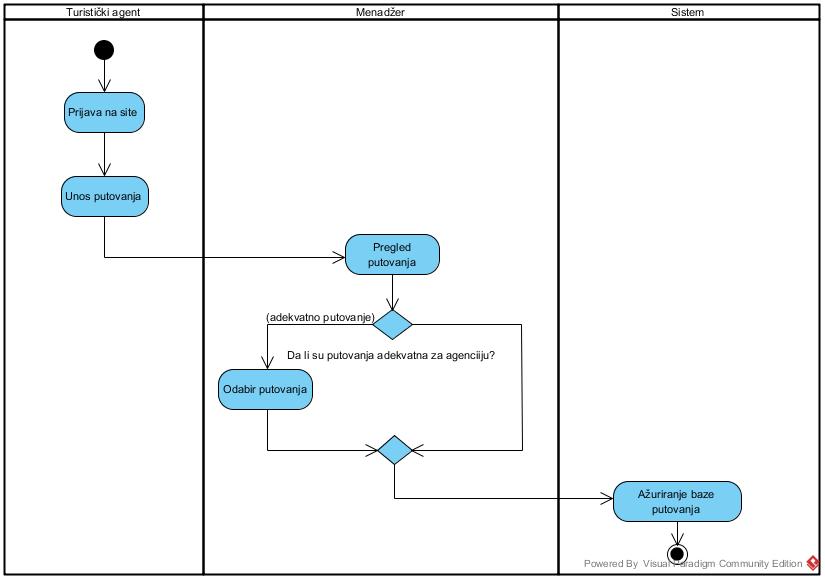 Turistički agent
Menadžer
Sistem
Prijava na site
Unos putovanja
Pregled
putovanja
(adekvatno putovanje)
Da li su putovanja adekvatna za agenciiju?
Odabir putovanja
Ažuriranje baze
putovanja
Powered By Visual Paradigm Community Edition